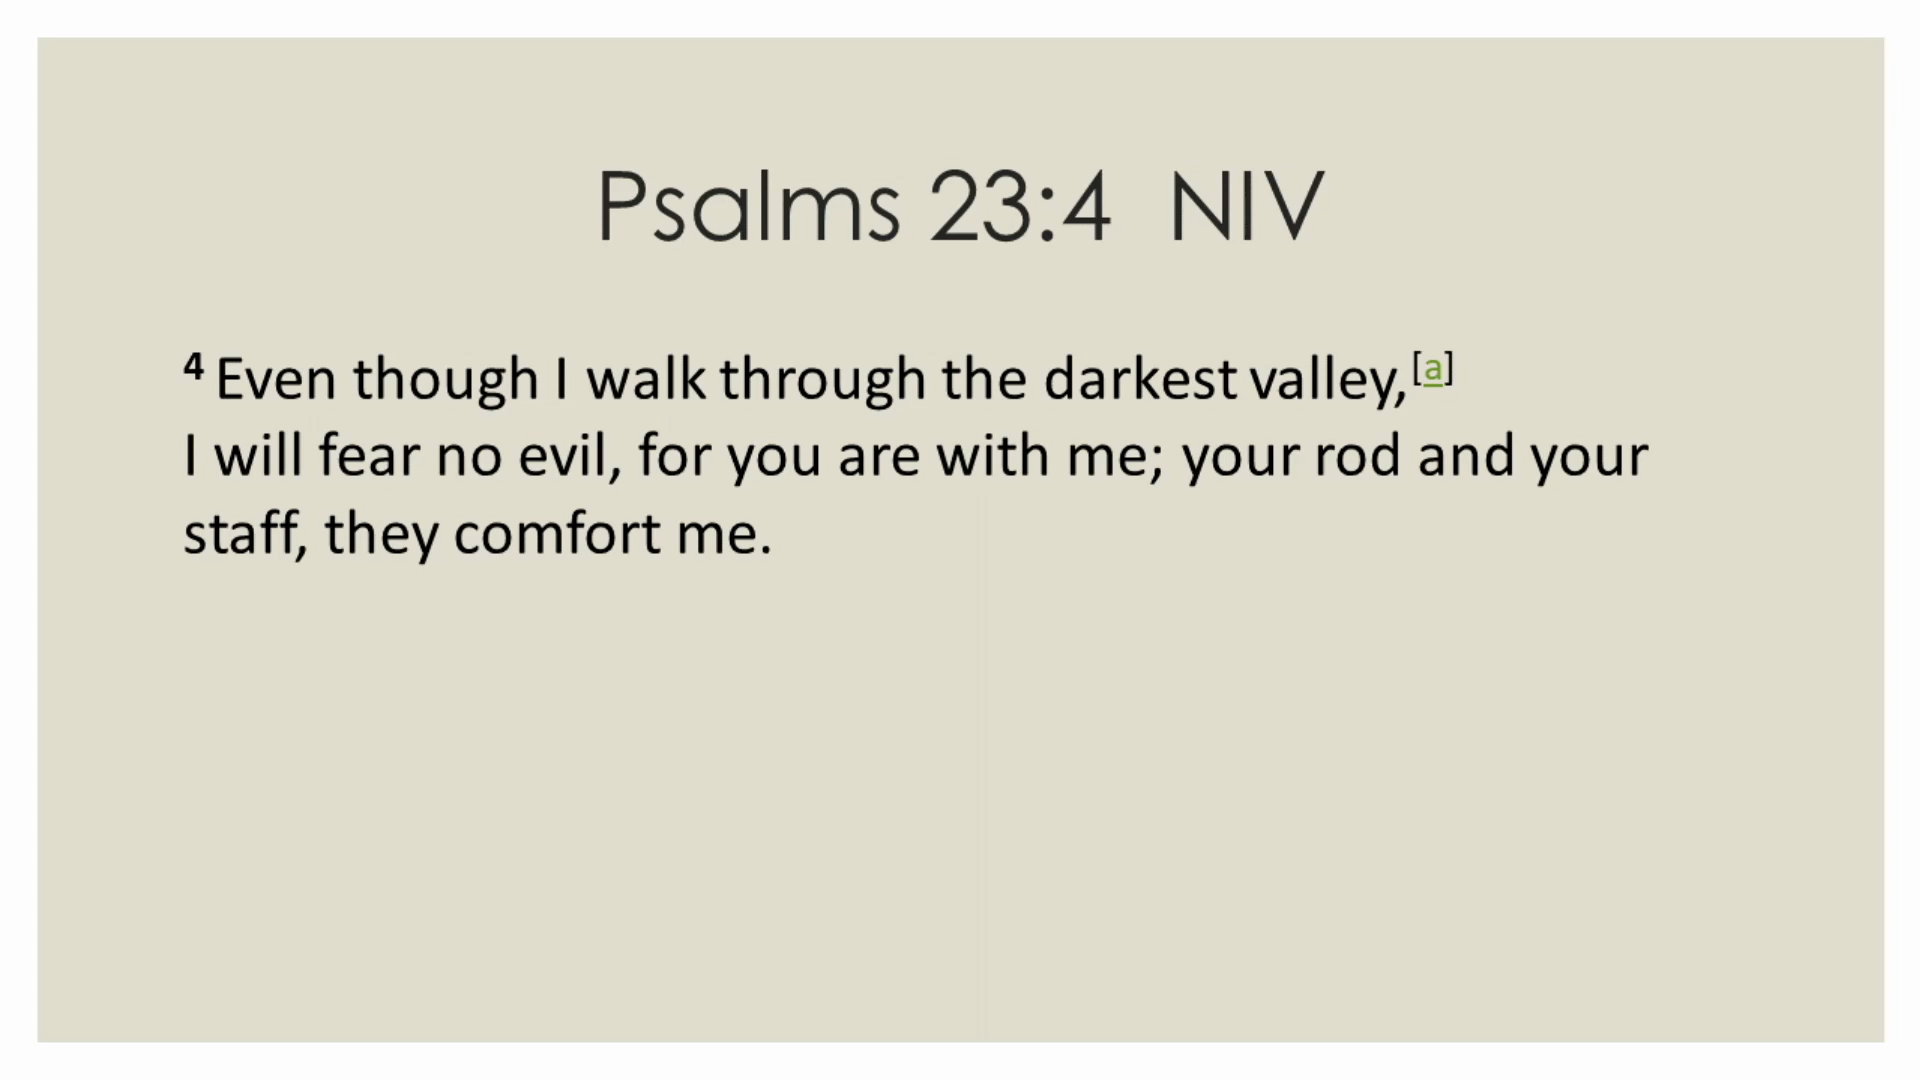 Psalms 23:4  NIV
4 Even though I walk through the darkest valley,[a]
I will fear no evil, for you are with me; your rod and your
staff, they comfort me.